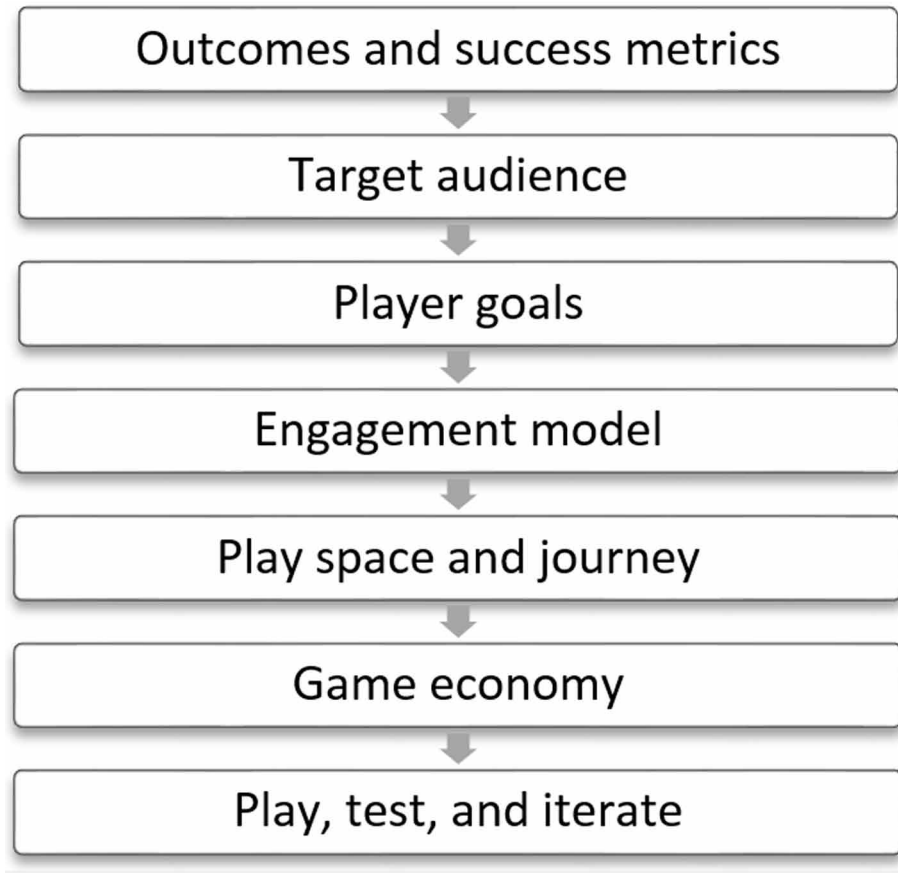 Outcomes and success metrics
Target audience
Player goals
Engagement model
Play space and journey
Game economy
Play, test, and iterate